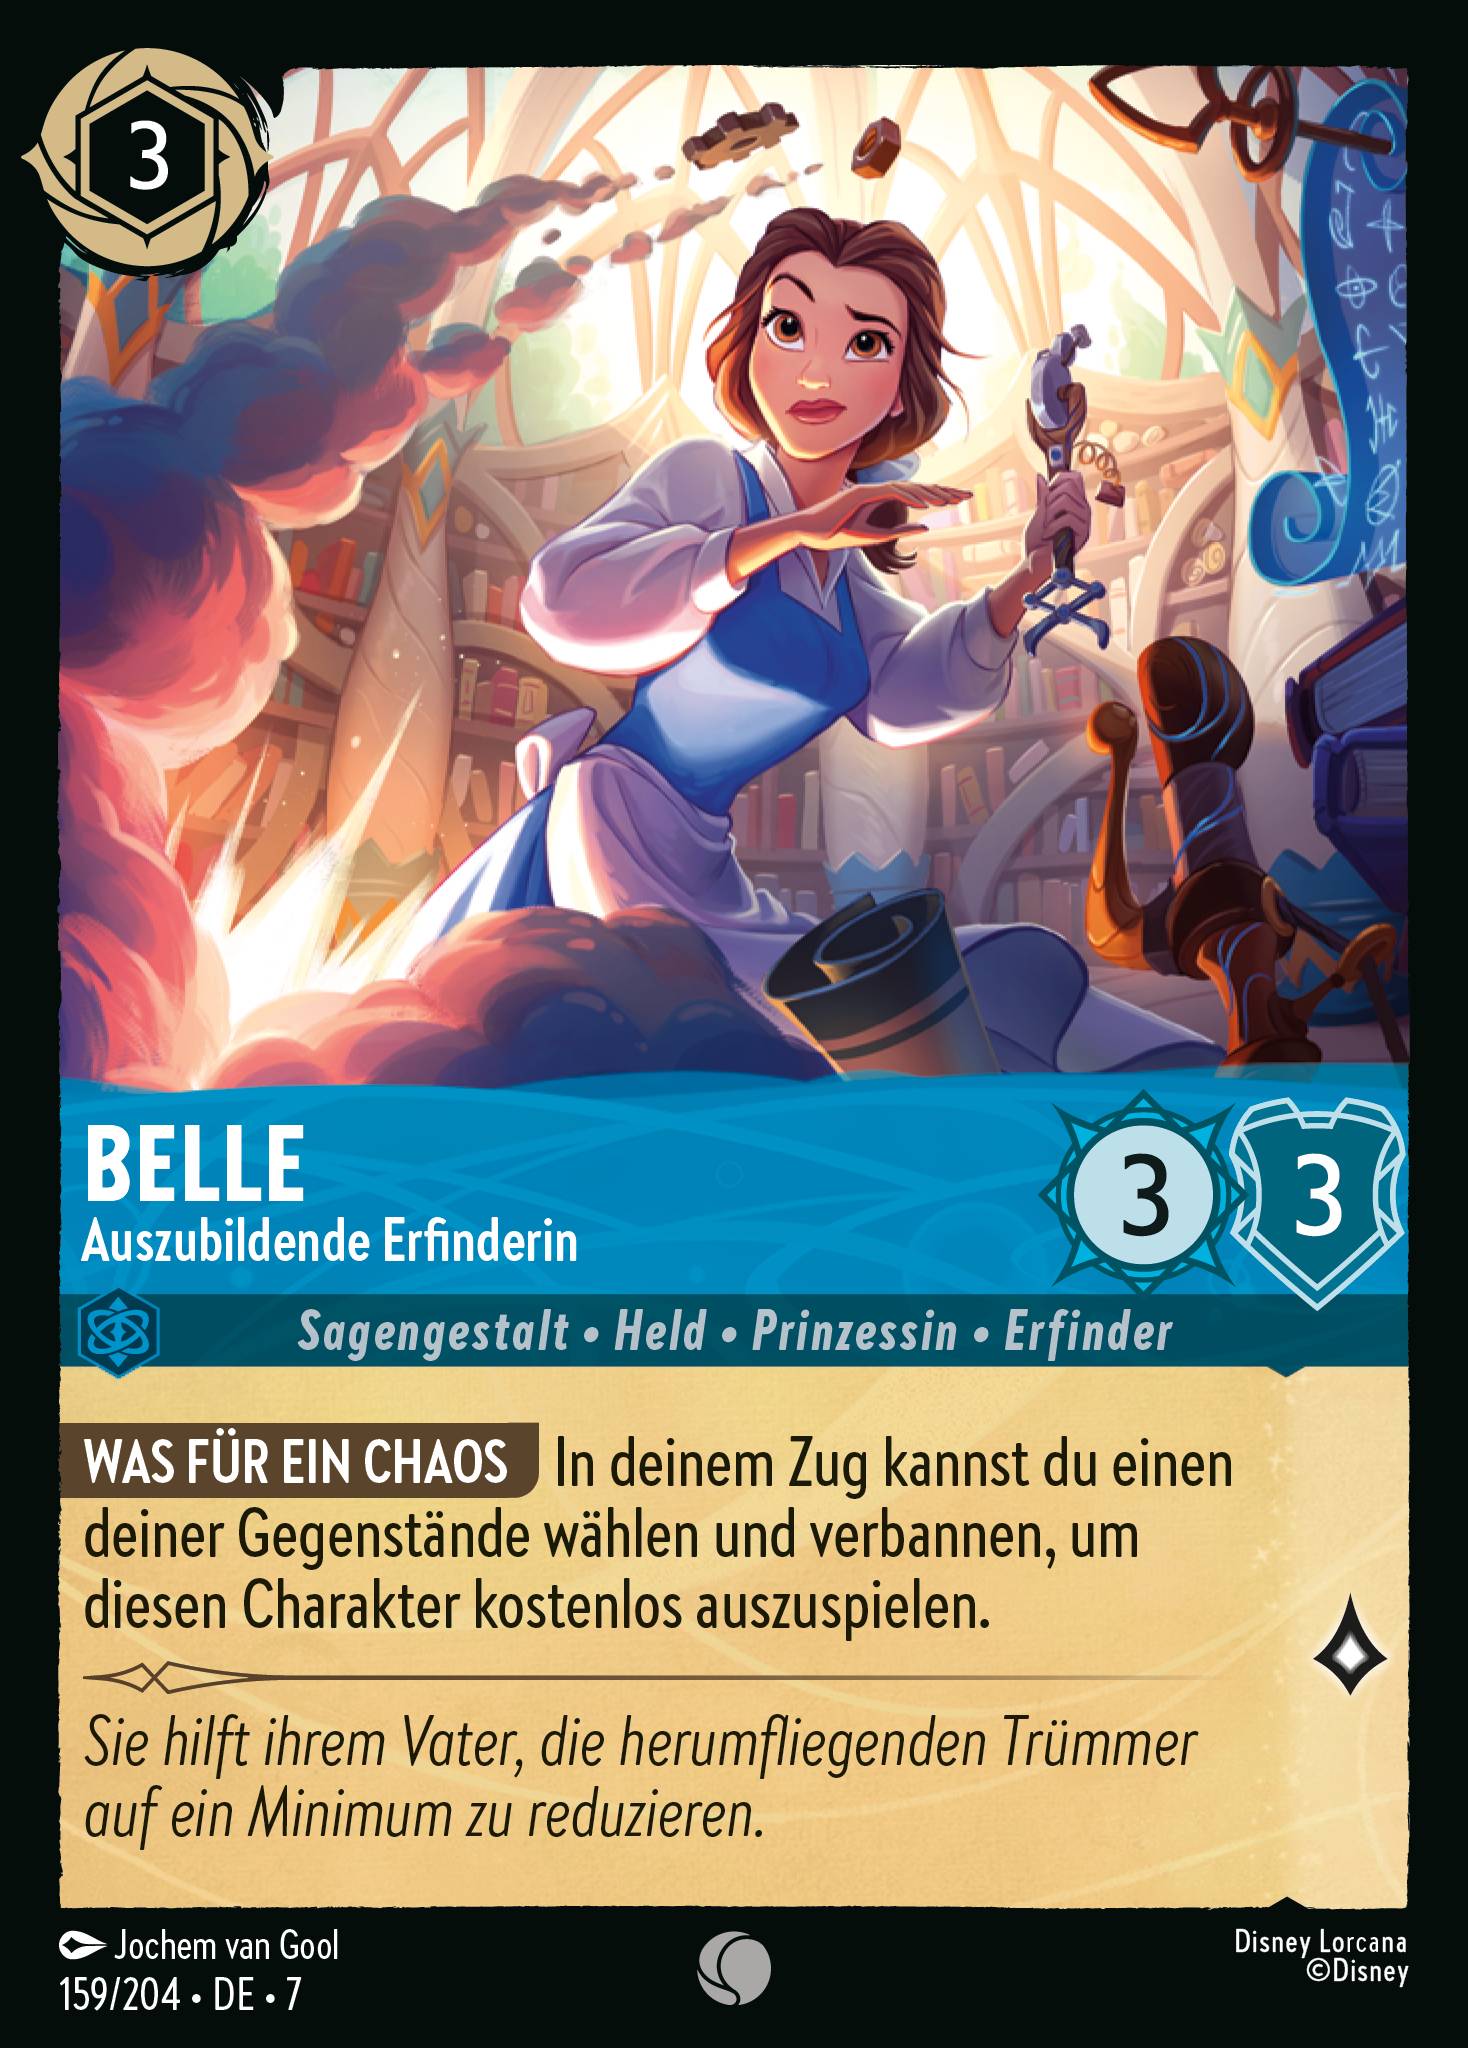 3
BELLE
Auszubildende Erfinderin
3
3
Sagengestalt • Held • Prinzessin • Erfinder
WAS FÜR EIN CHAOS In deinem Zug kannst du einen
deiner Gegenstände wählen und verbannen, um
diesen Charakter kostenlos auszuspielen.
Sie hilft ihrem Vater, die herumfliegenden Trümmer
auf ein Minimum zu reduzieren.
Jochem van Gool
159/204 • DE • 7
Disney Lorcana
©Disney